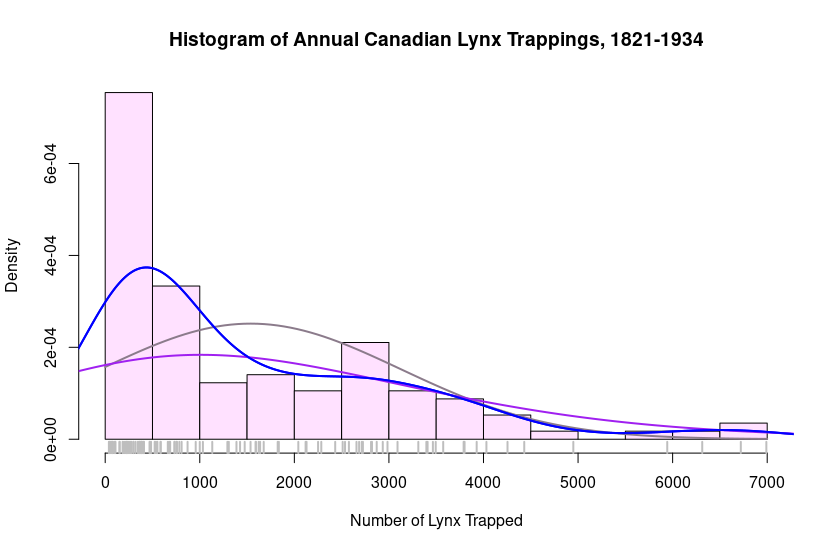 Histogram of Annual Canadian Lynx Trappings, 1821-1934
Density
6e-04
4e-04
2e-04
0e+00
0 1000 2000 3000 4000 5000 6000 7000
Number of Lynx Trapped